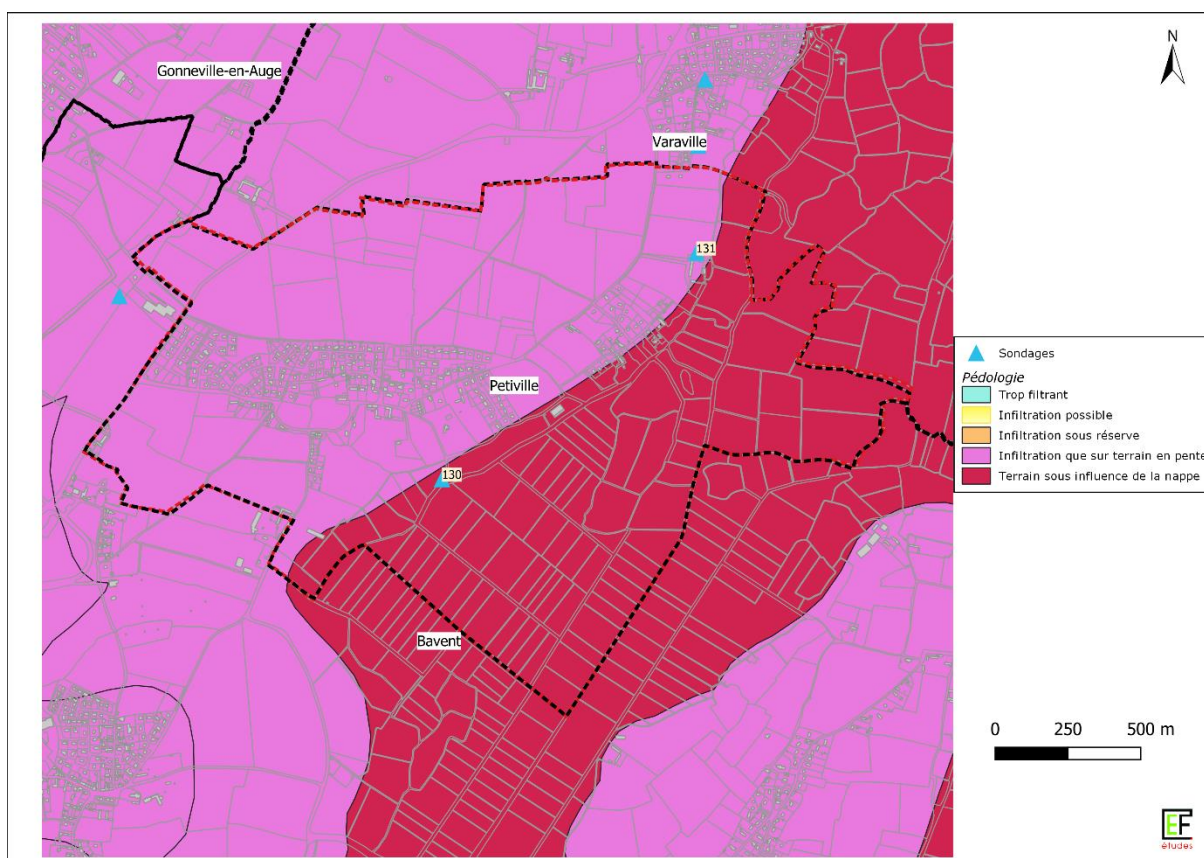 Gonneville-en-Auge
N
Varaville
131
Petiville
130
Bavent
Sondages
Pédologie
Trop filtrant
Infiltration possible
Infiltration sous réserve
Infiltration que sur terrain en pente
Terrain sous influence de la nappe
0 250 500 m
EF
études